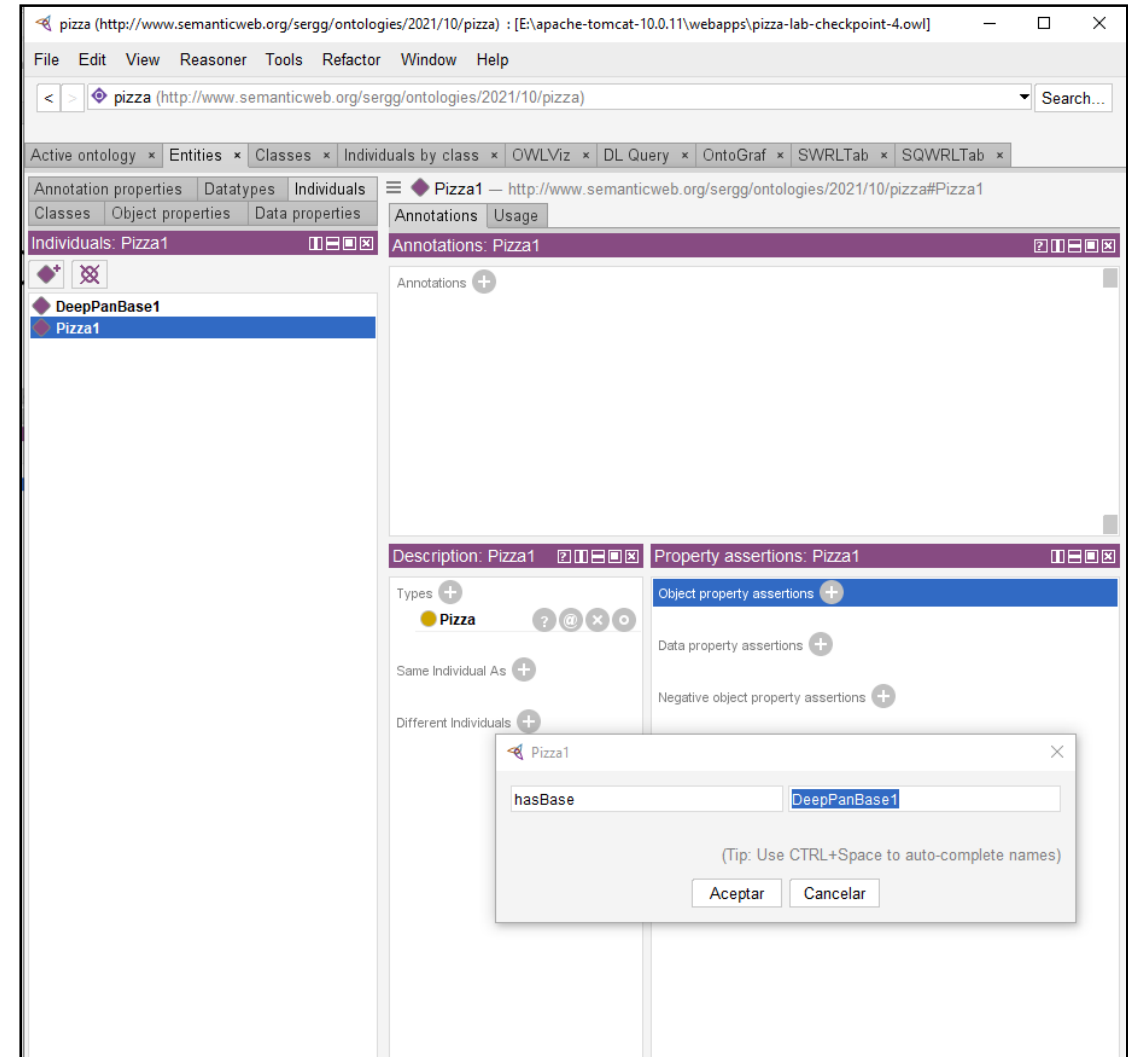 pizza (http://www.semanticweb.org/sergg/ontologies/2021/10/pizza) : [E:\apache-tomcat-10.0.11\webapps\pizza-lab-checkpoint-4.owl]
File Edit View Reasoner Tools Refactor Window Help
< > pizza (http://www.semanticweb.org/sergg/ontologies/2021/10/pizza) Search...
Active ontology × Entities × Classes × Individuals by class × OWLViz × DL Query × OntoGraf × SWRLTab × SQWRLTab ×
Annotation properties Datatypes Individuals
Classes Object properties Data properties
Individuals: Pizza1
DeepPanBase1
Pizza1
Pizza1 — http://www.semanticweb.org/sergg/ontologies/2021/10/pizza#Pizza1
Annotations Usage
Annotations: Pizza1
Annotations
Description: Pizza1
Types
Pizza
Same Individual As
Different Individuals
Property assertions: Pizza1
Object property assertions
Data property assertions
Negative object property assertions
Pizza1
hasBase DeepPanBase1
(Tip: Use CTRL+Space to auto-complete names)
Aceptar Cancelar